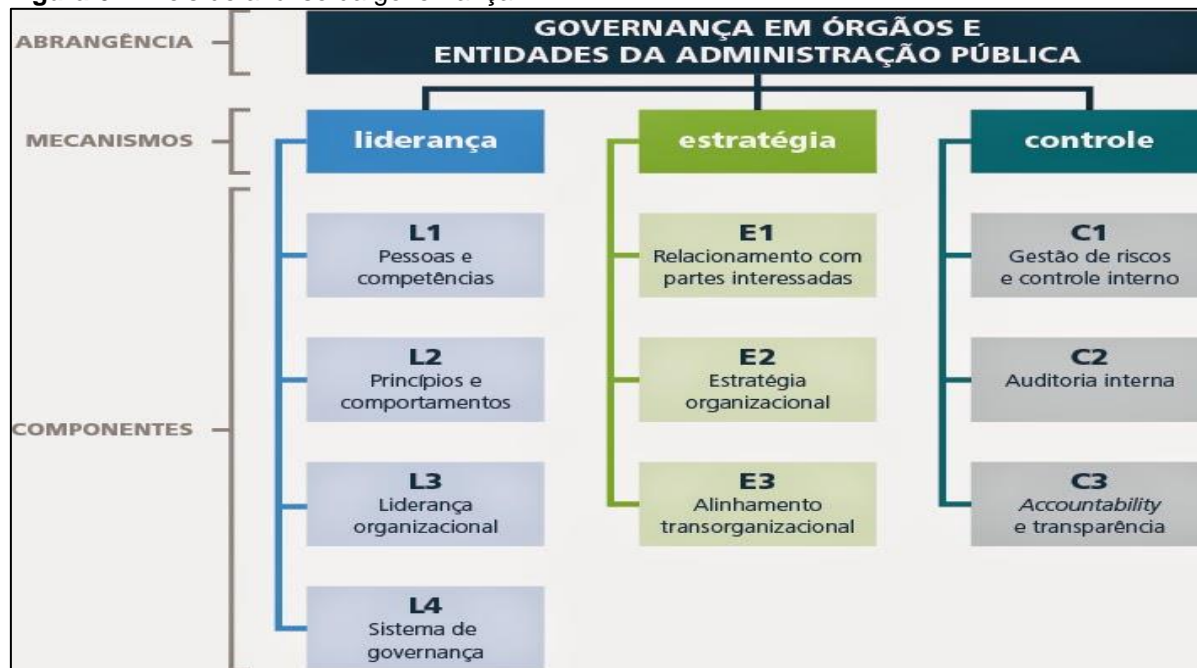 ABRANGÊNCIA
GOVERNANÇA EM ÓRGÃOS E
ENTIDADES DA ADMINISTRAÇÃO PÚBLICA
MECANISMOS
liderança
estratégia
controle
COMPONENTES
L1
Pessoas e
competências
E1
Relacionamento com
partes interessadas
C1
Gestão de riscos
e controle interno
L2
Princípios e
comportamentos
E2
Estratégia
organizacional
C2
Auditoria interna
L3
Liderança
organizacional
E3
Alinhamento
transorganizacional
C3
Accountability
e transparência
L4
Sistema de
governança